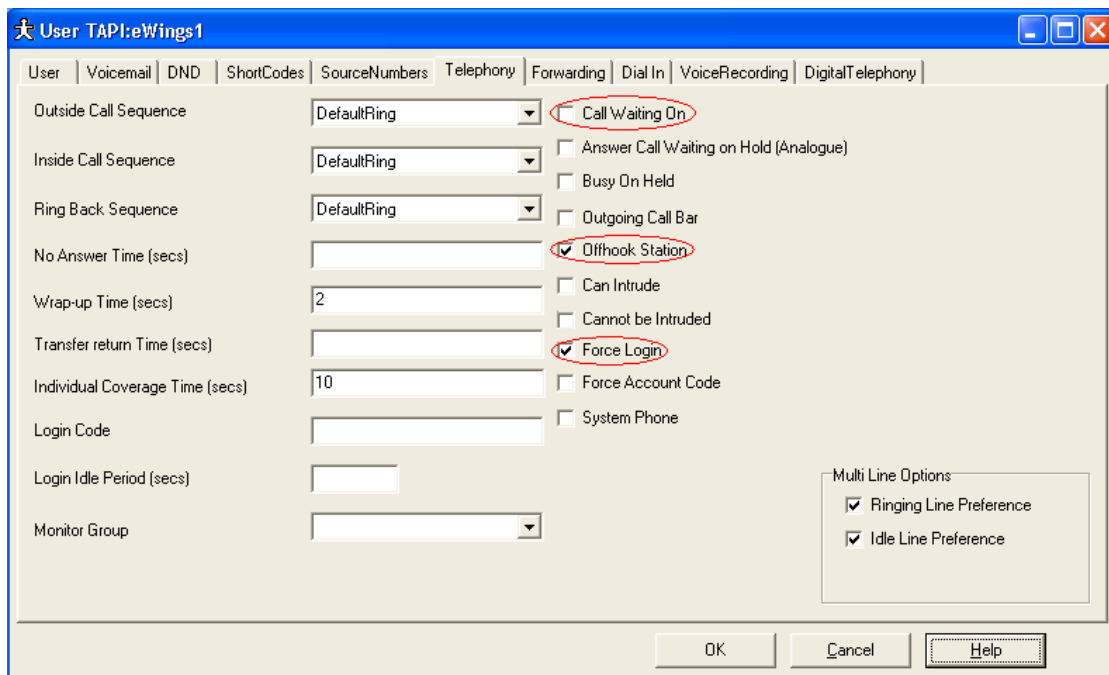 User TAPI:eWings1
User Voicemail DND ShortCodes SourceNumbers Telephony Forwarding Dial In VoiceRecording DigitalTelephony
Outside Call Sequence DefaultRing Call Waiting On
Answer Call Waiting on Hold (Analogue)
Inside Call Sequence DefaultRing
Busy On Held
Ring Back Sequence DefaultRing Outgoing Call Bar
No Answer Time (secs) Offhook Station
Can Intrude
Wrap-up Time (secs) 2
Cannot be Intruded
Transfer return Time (secs) Force Login
Individual Coverage Time (secs) 10 Force Account Code
Login Code System Phone
Login Idle Period (secs) Multi Line Options
Ringing Line Preference
Monitor Group Idle Line Preference
OK Cancel Help